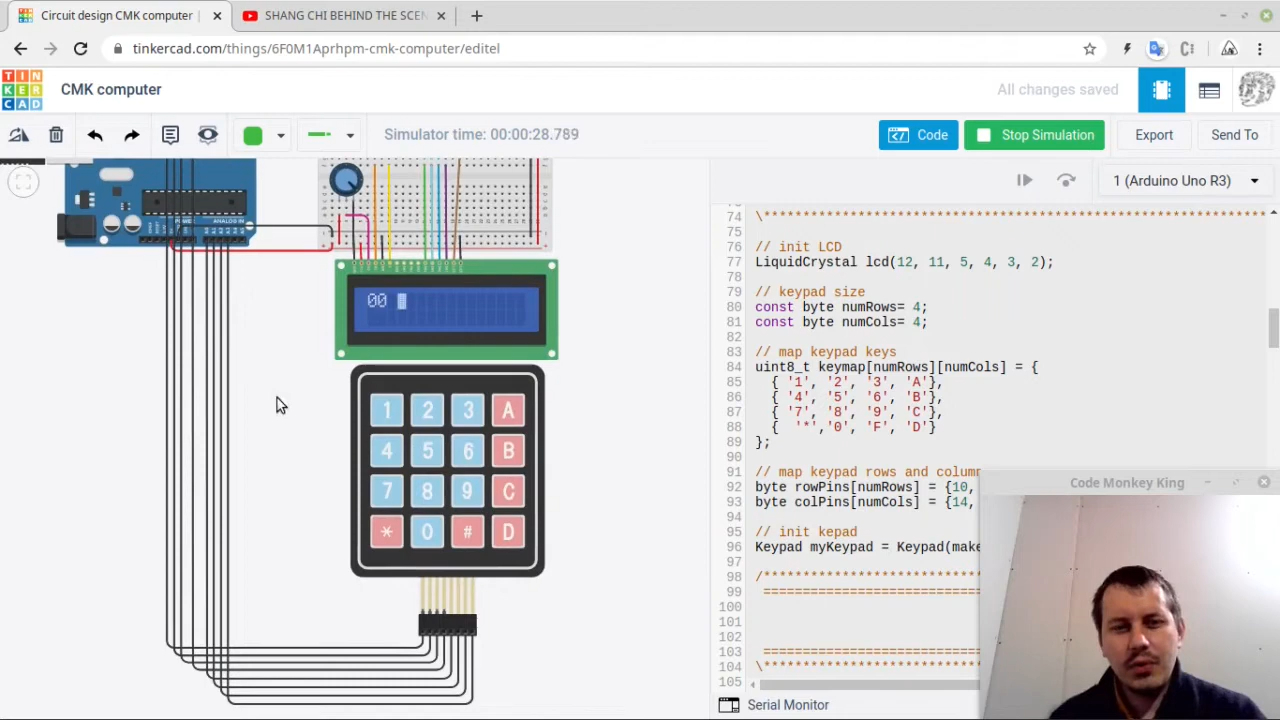 Circuit design CMK computer
SHANG CHI BEHIND THE SCEN
tinkercad.com/things/6F0M1Aprhpm-cmk-computer/editel
TIN
KER
CAD
CMK computer
All changes saved
Simulator time: 00:00:28.789
Code
Stop Simulation
Export
Send To
1 (Arduino Uno R3)
POWER
ANALOG IN
00
1 2 3 A
4 5 6 B
7 8 9 C
* 0 # D
74 \*****************************************************************
75
76 // init LCD
77 LiquidCrystal lcd(12, 11, 5, 4, 3, 2);
78
79 // keypad size
80 const byte numRows= 4;
81 const byte numCols= 4;
82
83 // map keypad keys
84 uint8_t keymap[numRows][numCols] = {
85 { '1', '2', '3', 'A'},
86 { '4', '5', '6', 'B'},
87 { '7', '8', '9', 'C'},
88 { '*','0', 'F', 'D'}
89 };
90
91 // map keypad rows and column
92 byte rowPins[numRows] = {10,
93 byte colPins[numCols] = {14,
94
95 // init kepad
96 Keypad myKeypad = Keypad(make
97
98 /****************************
99 ============================
100
101
102
103 ============================
104 \****************************
105
Code Monkey King
Serial Monitor